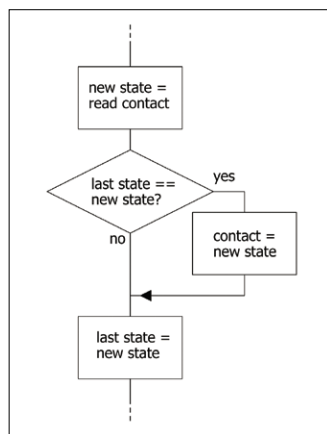 new state =
read contact
last state ==
new state?
yes
no
contact =
new state
last state =
new state